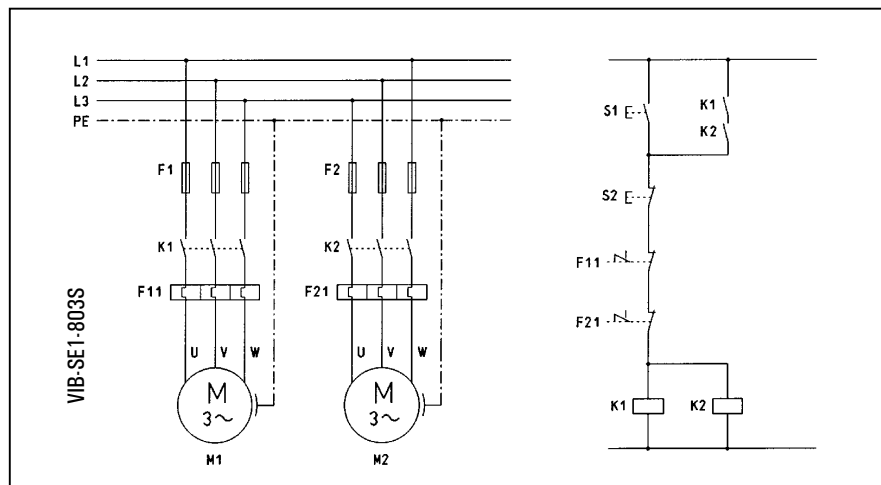 L1
L2
L3
PE
F1
F2
K1
K2
F11
F21
U V W
U V W
M
3~
M
3~
M1
M2
VIB-SE1-803S
S1
K1
K2
S2
F11
F21
K1
K2